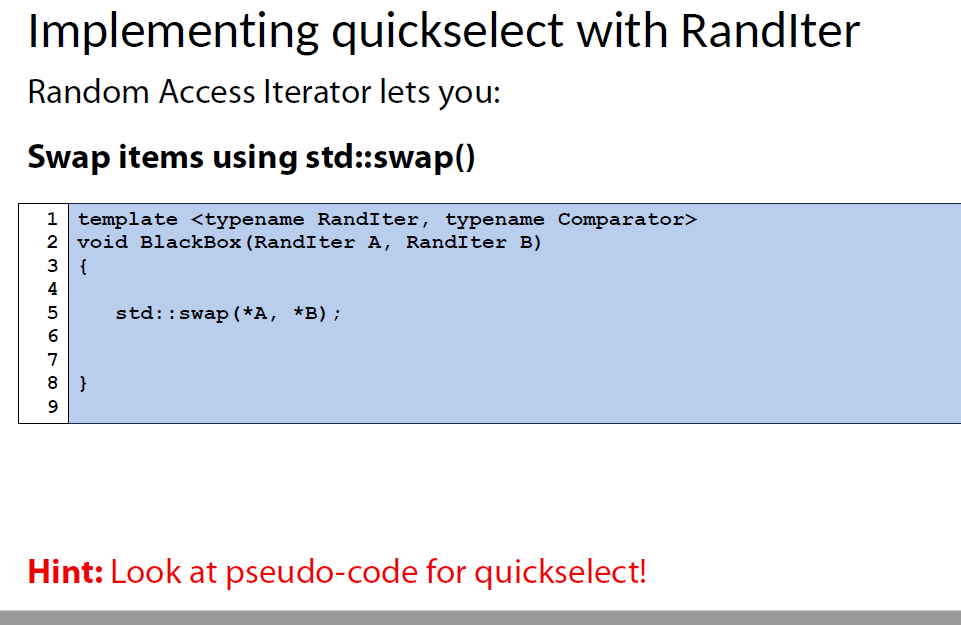 Implementing quickselect with RandIter
Random Access Iterator lets you:
Swap items using std::swap()
1 template <typename RandIter, typename Comparator>
2 void BlackBox(RandIter A, RandIter B)
3 {
4
5 std::swap(*A, *B);
6
7
8 }
9
Hint: Look at pseudo-code for quickselect!